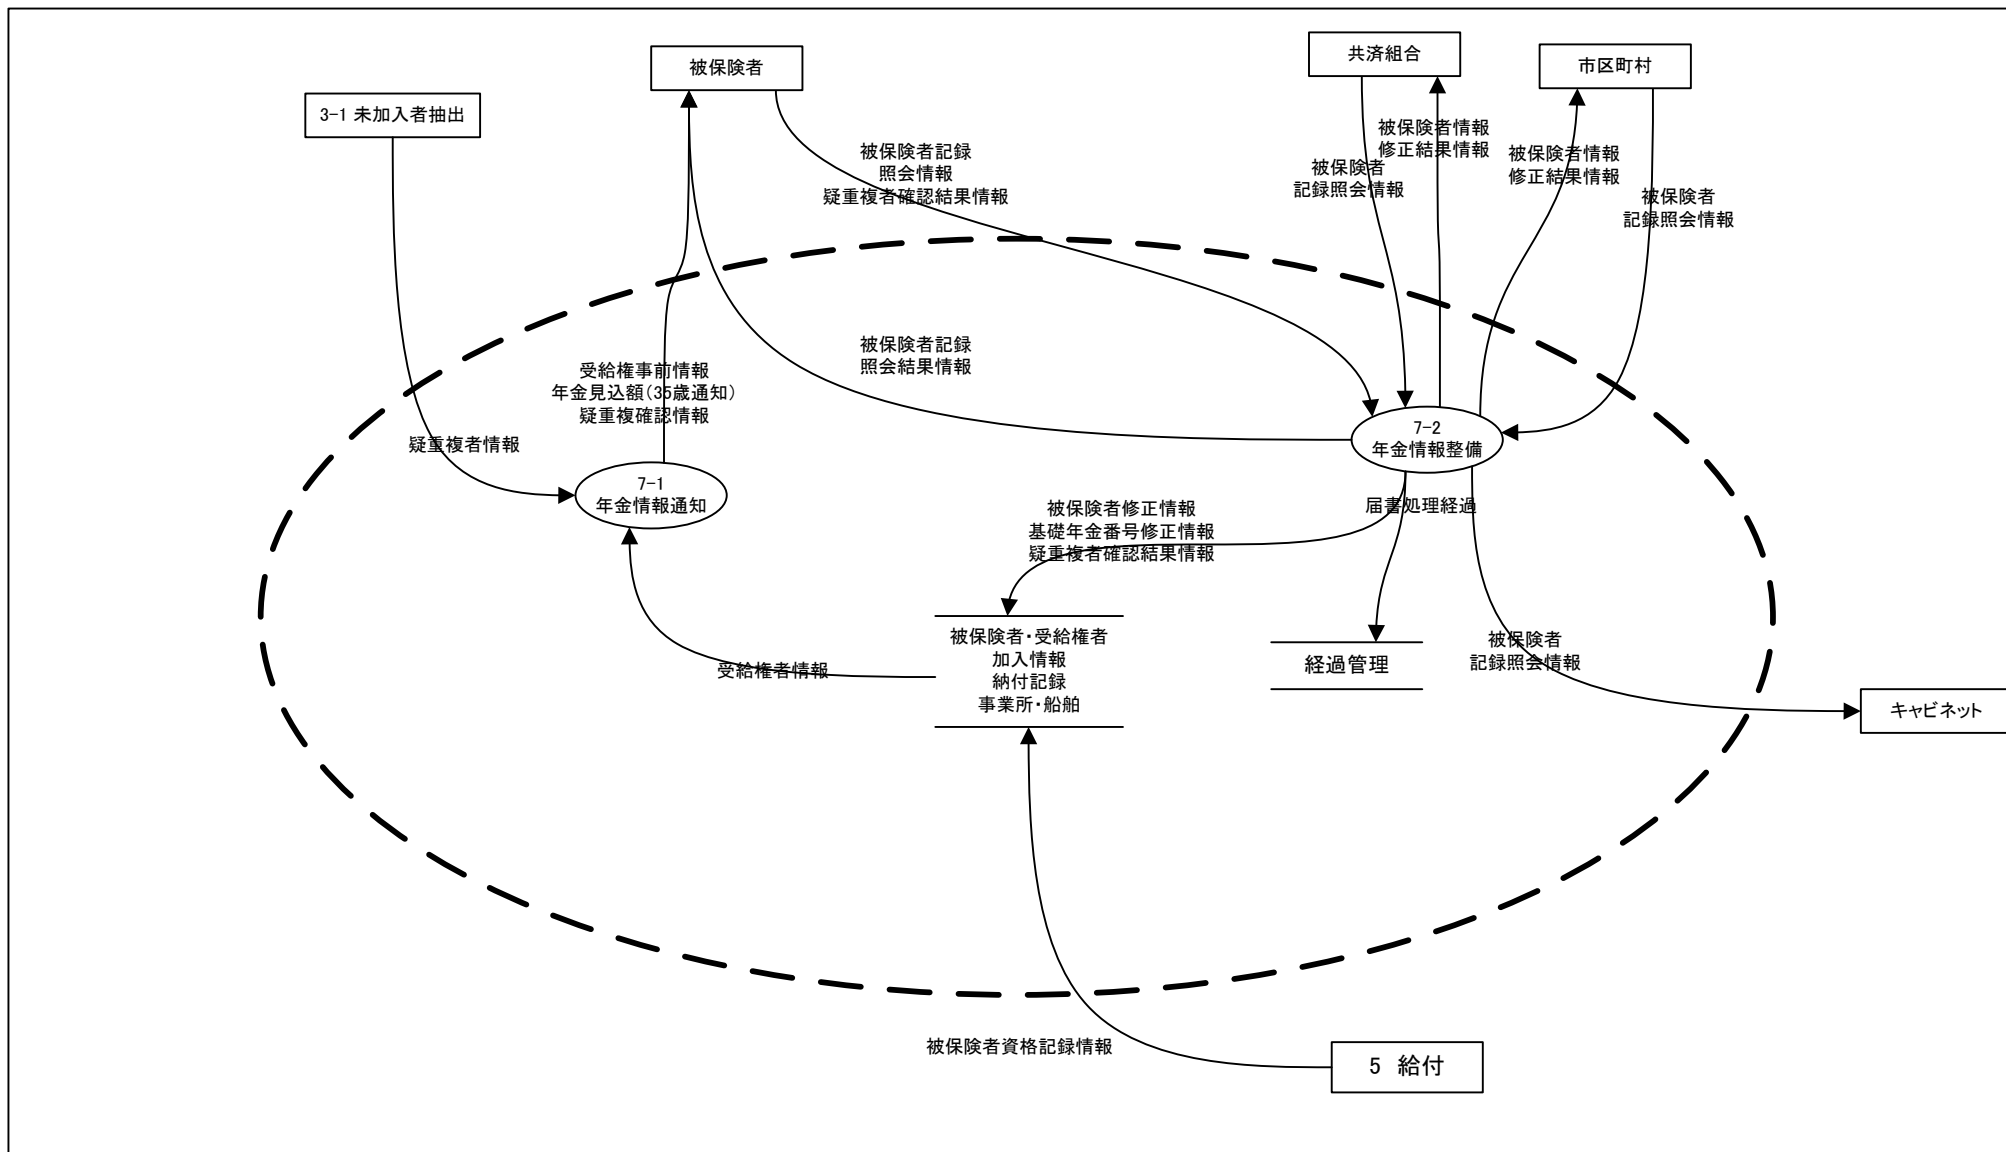 共済組合
市区町村
被保険者
3-1 未加入者抽出
被保険者情報
修正結果情報
被保険者記録
照会情報
疑重複者確認結果情報
被保険者
記録照会情報
被保険者情報
修正結果情報
被保険者
記録照会情報
被保険者記録
照会結果情報
受給権事前情報
年金見込額(35歳通知)
疑重複確認情報
疑重複者情報
7-2
年金情報整備
7-1
年金情報通知
被保険者修正情報
基礎年金番号修正情報
疑重複者確認結果情報
届書処理経過
被保険者・受給権者
加入情報
納付記録
事業所・船舶
受給権者情報
経過管理
被保険者
記録照会情報
キャビネット
被保険者資格記録情報
5 給付